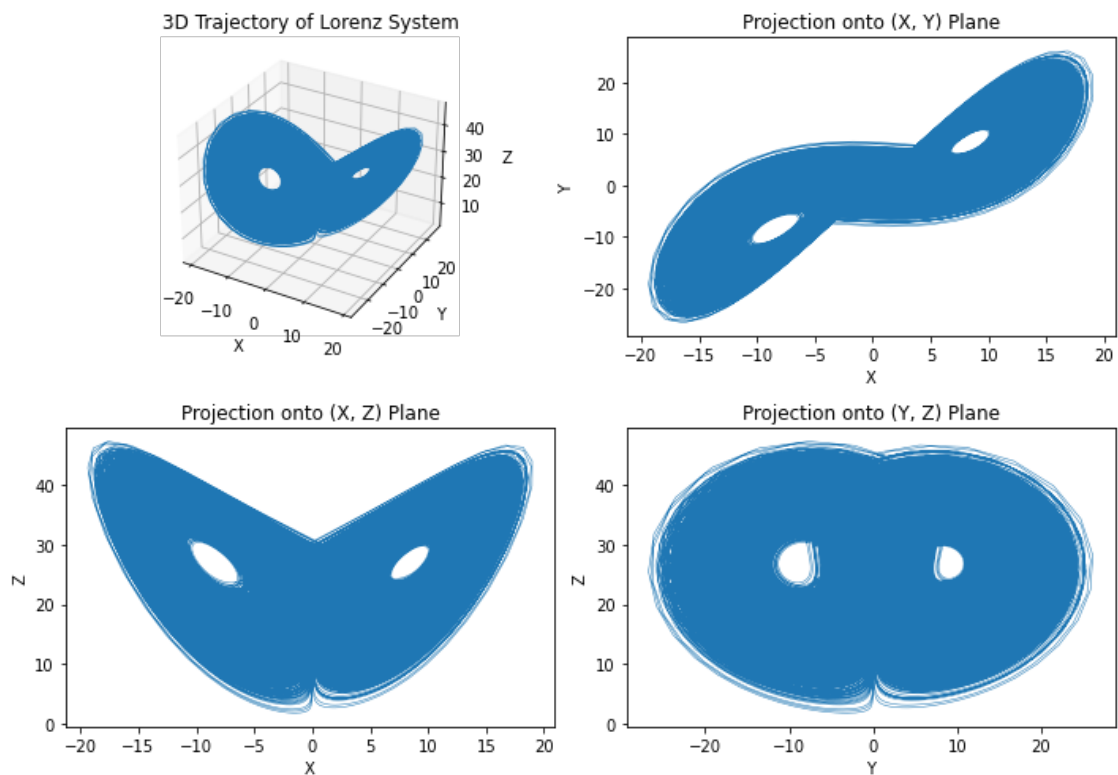 3D Trajectory of Lorenz System
40
30
20
10
Z
−20
−10
0
10
20
X
−20
−10
0
10
20
Y
Projection onto (X, Y) Plane
20
10
0
−10
−20
Y
−20 −15 −10 −5 0 5 10 15 20
X
Projection onto (X, Z) Plane
40
30
20
10
0
Z
−20 −15 −10 −5 0 5 10 15 20
X
Projection onto (Y, Z) Plane
40
30
20
10
0
Z
−20 −10 0 10 20
Y